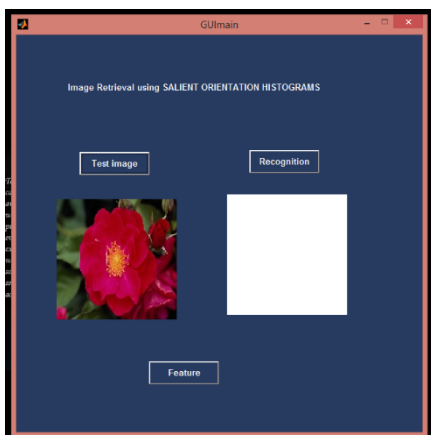 GUImain
Image Retrieval using SALIENT ORIENTATION HISTOGRAMS
Test image
Recognition
Feature